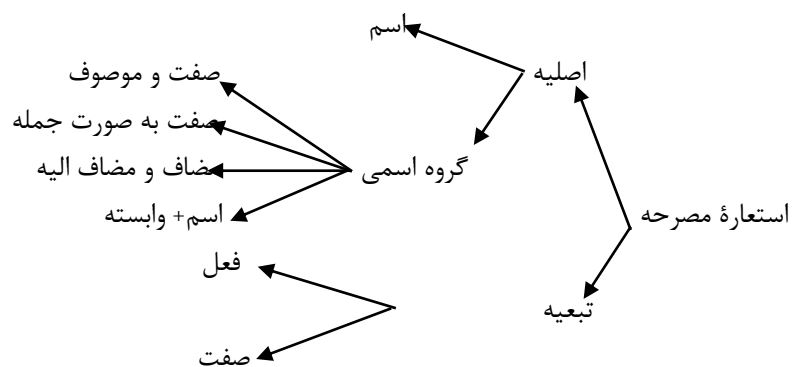 اسم
اصلیه
صفت و موصوف
صفت به صورت جمله
گروه اسمی
مضاف و مضاف الیه
استعارهٔ مصرحه
اسم+ وابسته
فعل
تبعیه
صفت